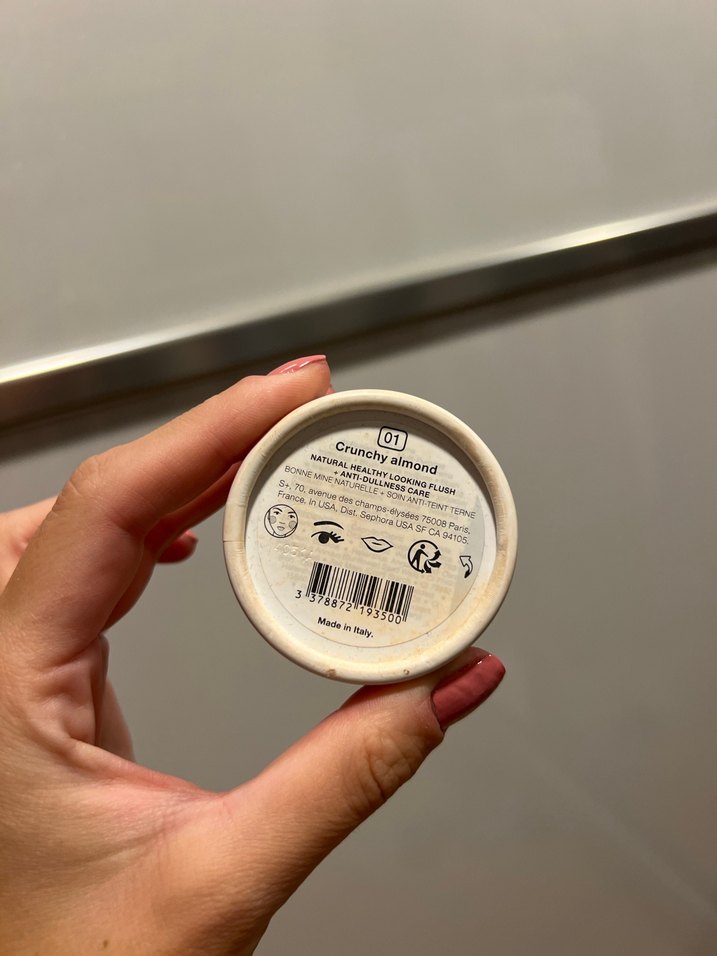 01
Crunchy almond
NATURAL HEALTHY LOOKING FLUSH
+ ANTI-DULLNESS CARE
BONNE MINE NATURELLE + SOIN ANTI-TEINT TERNE
S+, 70, avenue des champs-élysées 75008 Paris,
France. In USA, Dist. Sephora USA SF CA 94105.
3 378872 193500
Made in Italy.